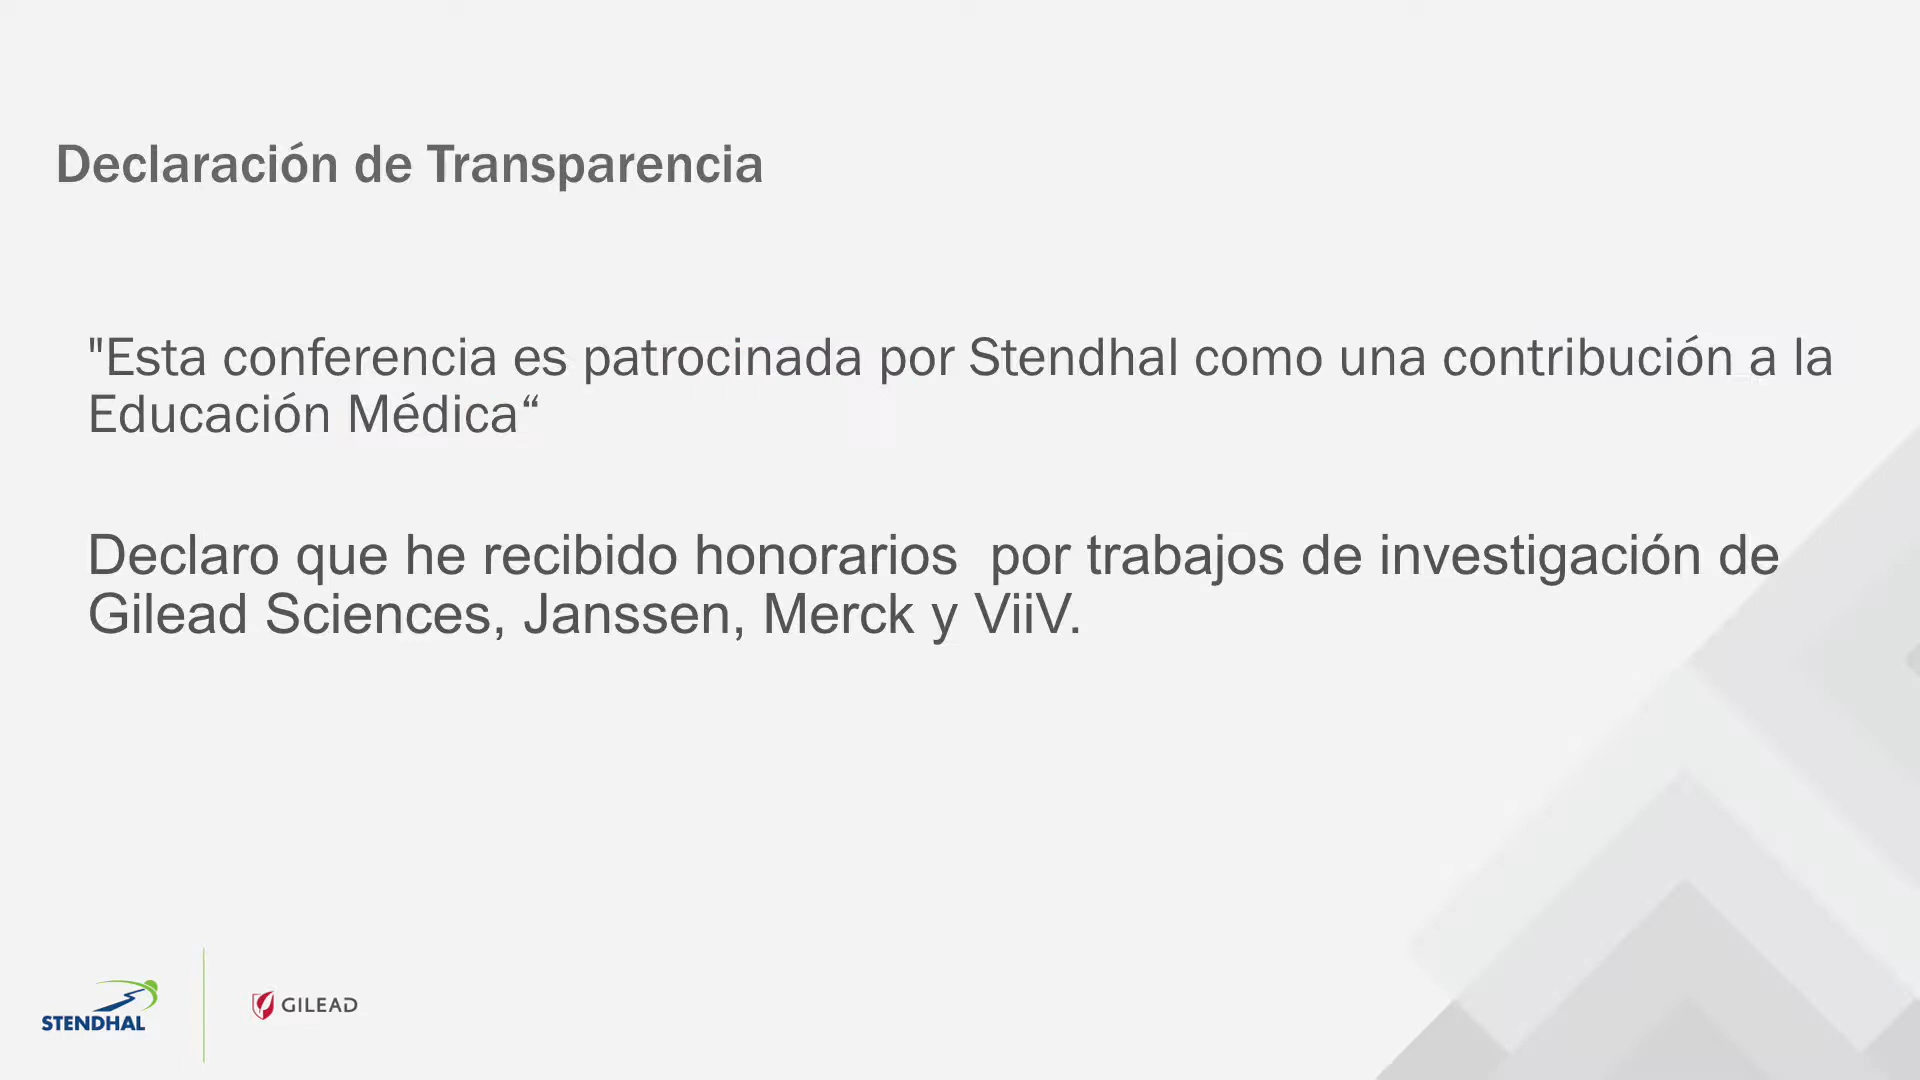 Declaración de Transparencia
"Esta conferencia es patrocinada por Stendhal como una contribución a la
Educación Médica“
Declaro que he recibido honorarios  por trabajos de investigación de
Gilead Sciences, Janssen, Merck y ViiV.
STENDHAL
GILEAD